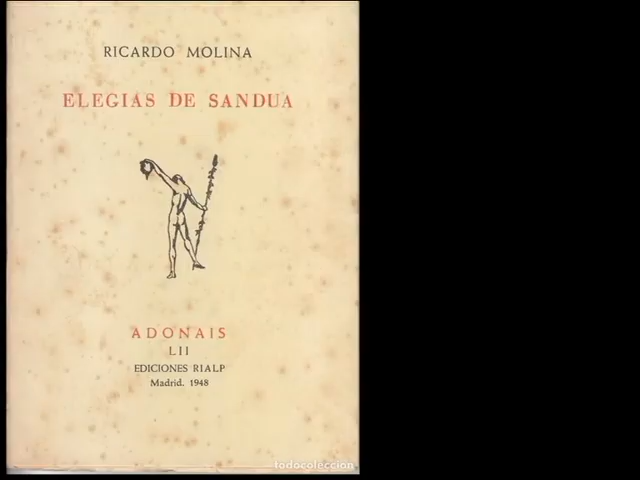 RICARDO MOLINA
ELEGIAS DE SANDUA
ADONAIS
LII
EDICIONES RIALP
Madrid. 1948
todocoleccion